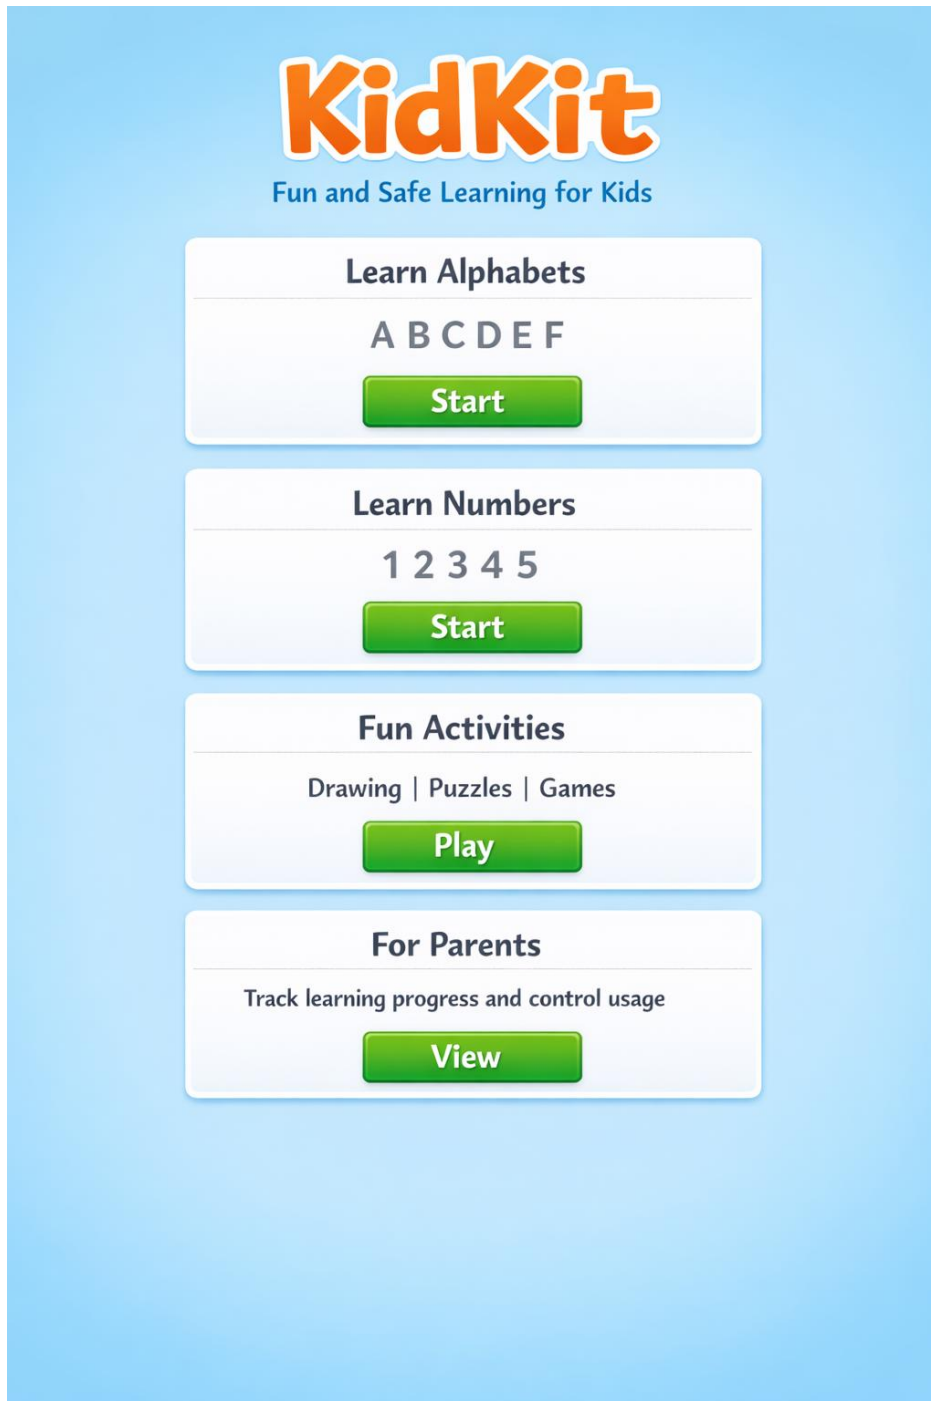 KidKit
Fun and Safe Learning for Kids
Learn Alphabets
A B C D E F
Start
Learn Numbers
1 2 3 4 5
Start
Fun Activities
Drawing | Puzzles | Games
Play
For Parents
Track learning progress and control usage
View